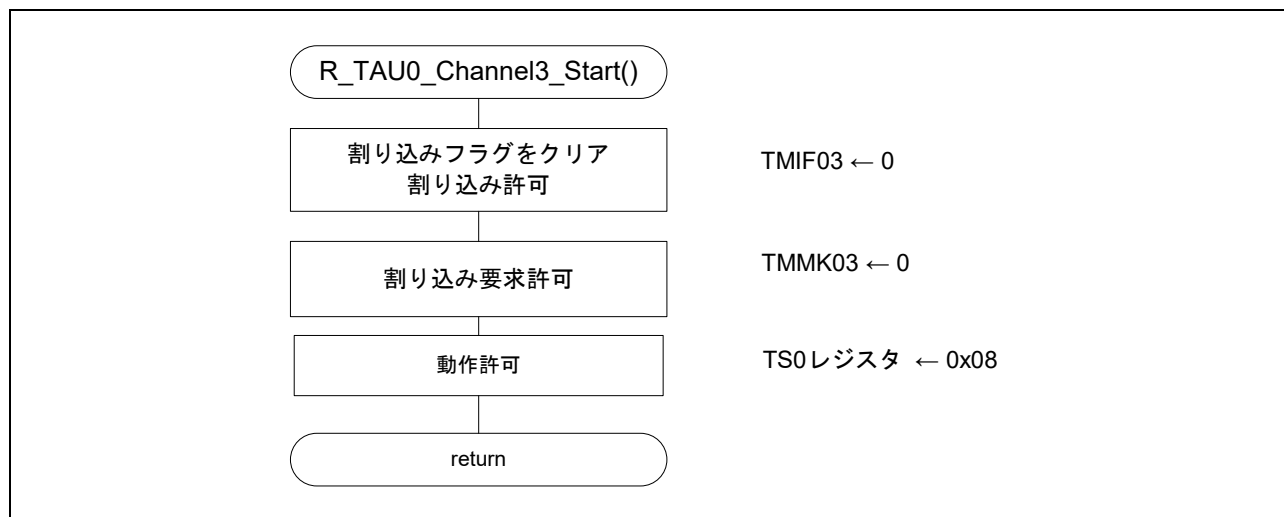 R_TAU0_Channel3_Start()
割り込みフラグをクリア
割り込み許可
TMIF03 ← 0
割り込み要求許可
TMMK03 ← 0
動作許可
TS0レジスタ ← 0x08
return